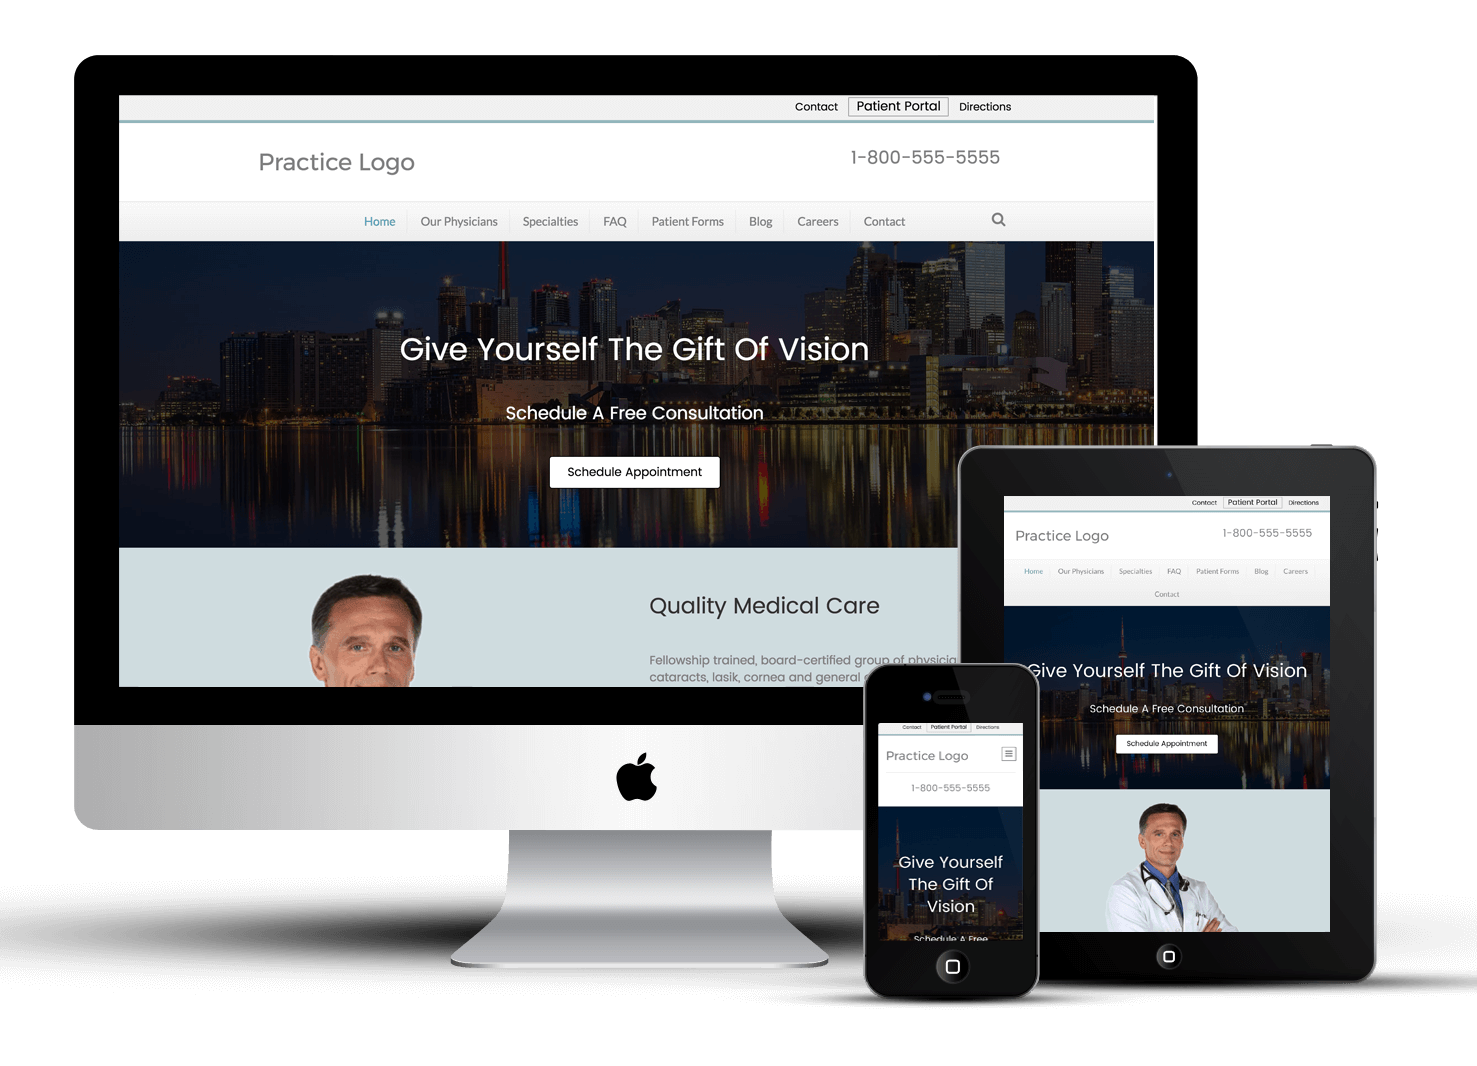 Contact Patient Portal Directions
Practice Logo
1-800-555-5555
Home Our Physicians Specialties FAQ Patient Forms Blog Careers Contact
Give Yourself The Gift Of Vision
Schedule A Free Consultation
Schedule Appointment
Quality Medical Care
Fellowship trained, board-certified group of
cataracts, lasik, cornea and general
Contact Patient Portal Directions
Practice Logo
1-800-555-5555
Home Our Physicians Specialties FAQ Patient Forms Blog Careers
Contact
Give Yourself The Gift Of Vision
Schedule A Free Consultation
Schedule Appointment
Contact Patient Portal Directions
Practice Logo
1-800-555-5555
Give Yourself
The Gift Of
Vision
Schedule A Free